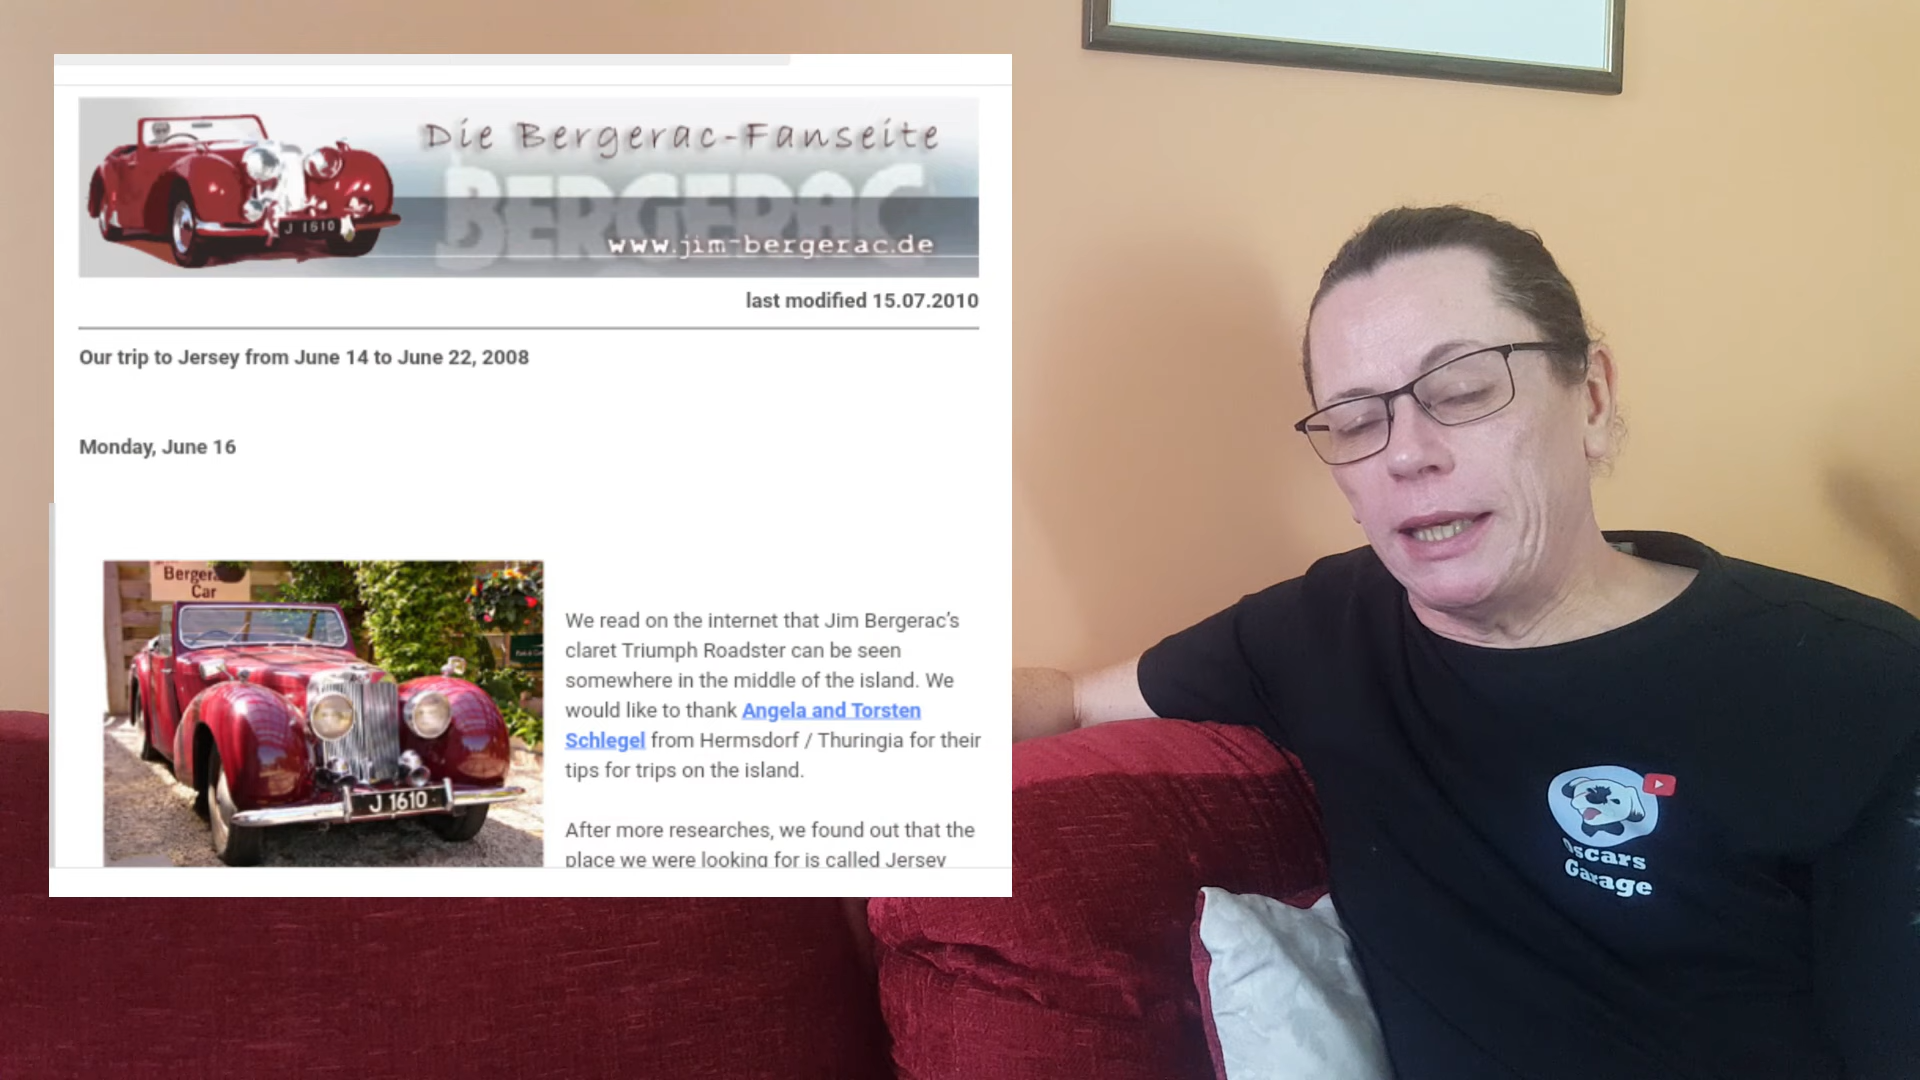 Die Bergerac-Fanseite
BERGERAC
www.jim-bergerac.de
J 1610
last modified 15.07.2010
Our trip to Jersey from June 14 to June 22, 2008
Monday, June 16
Car
J 1610
We read on the internet that Jim Bergerac's
claret Triumph Roadster can be seen
somewhere in the middle of the island. We
would like to thank Angela and Torsten
Schlegel from Hermsdorf / Thuringia for their
tips for trips on the island.
After more researches, we found out that the
place we were looking for is called Jersey
Oscars
Garage